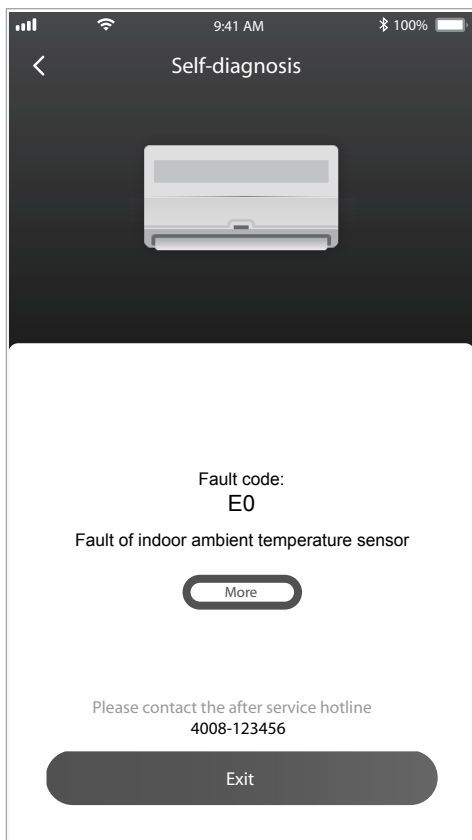 9:41 AM
100%
Self-diagnosis
Fault code:
E0
Fault of indoor ambient temperature sensor
More
Please contact the after service hotline
4008-123456
Exit